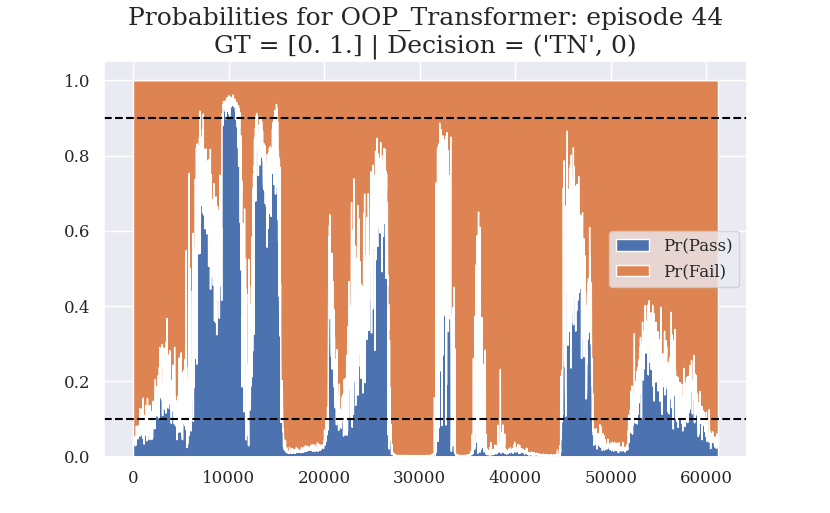 Probabilities for OOP_Transformer: episode 44
GT = [0. 1.] | Decision = ('TN', 0)
1.0
0.8
0.6
0.4
0.2
0.0
Pr(Pass)
Pr(Fail)
0 10000 20000 30000 40000 50000 60000